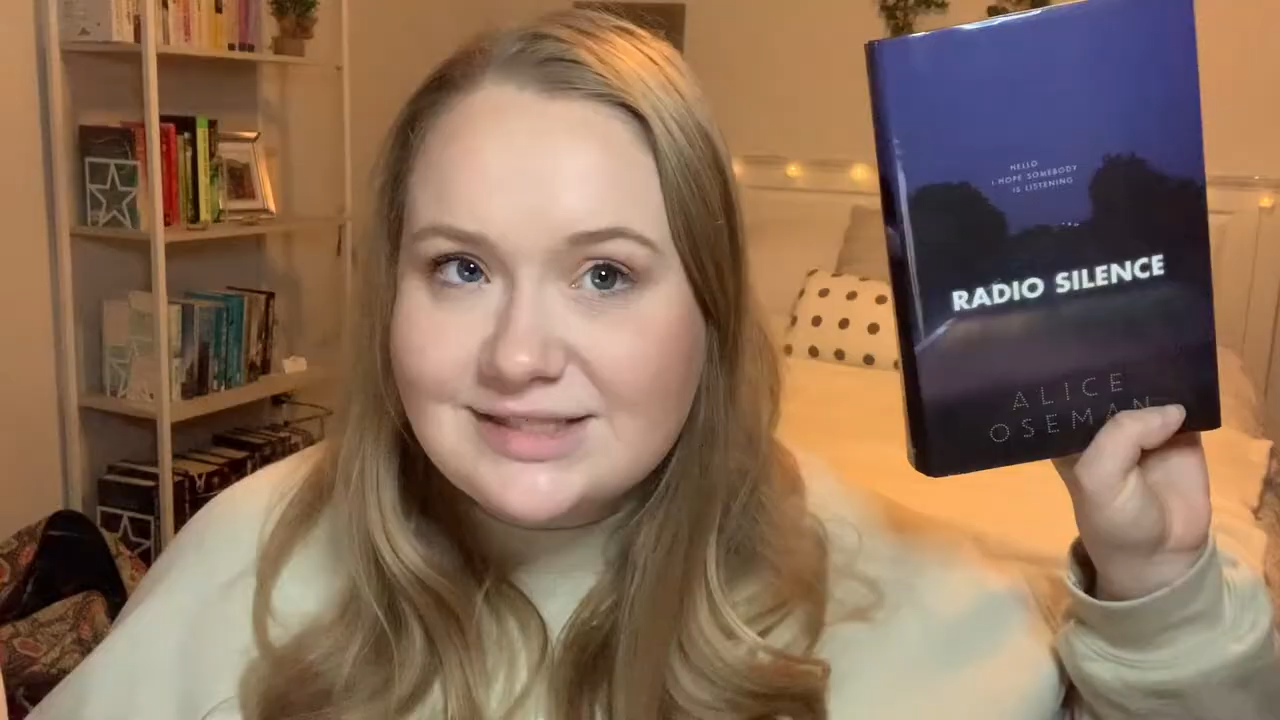 HELLO
I HOPE SOMEBODY
IS LISTENING
RADIO SILENCE
ALICE
OSEMAN